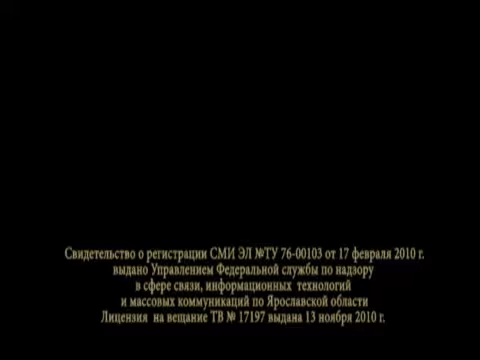 Свидетельство о регистрации СМИ ЭЛ №ТУ 76-00103 от 17 февраля 2010 г.
выдано Управлением Федеральной службы по надзору
в сфере связи, информационных технологий
и массовых коммуникаций по Ярославской области
Лицензия на вещание ТВ № 17197 выдана 13 ноября 2010 г.